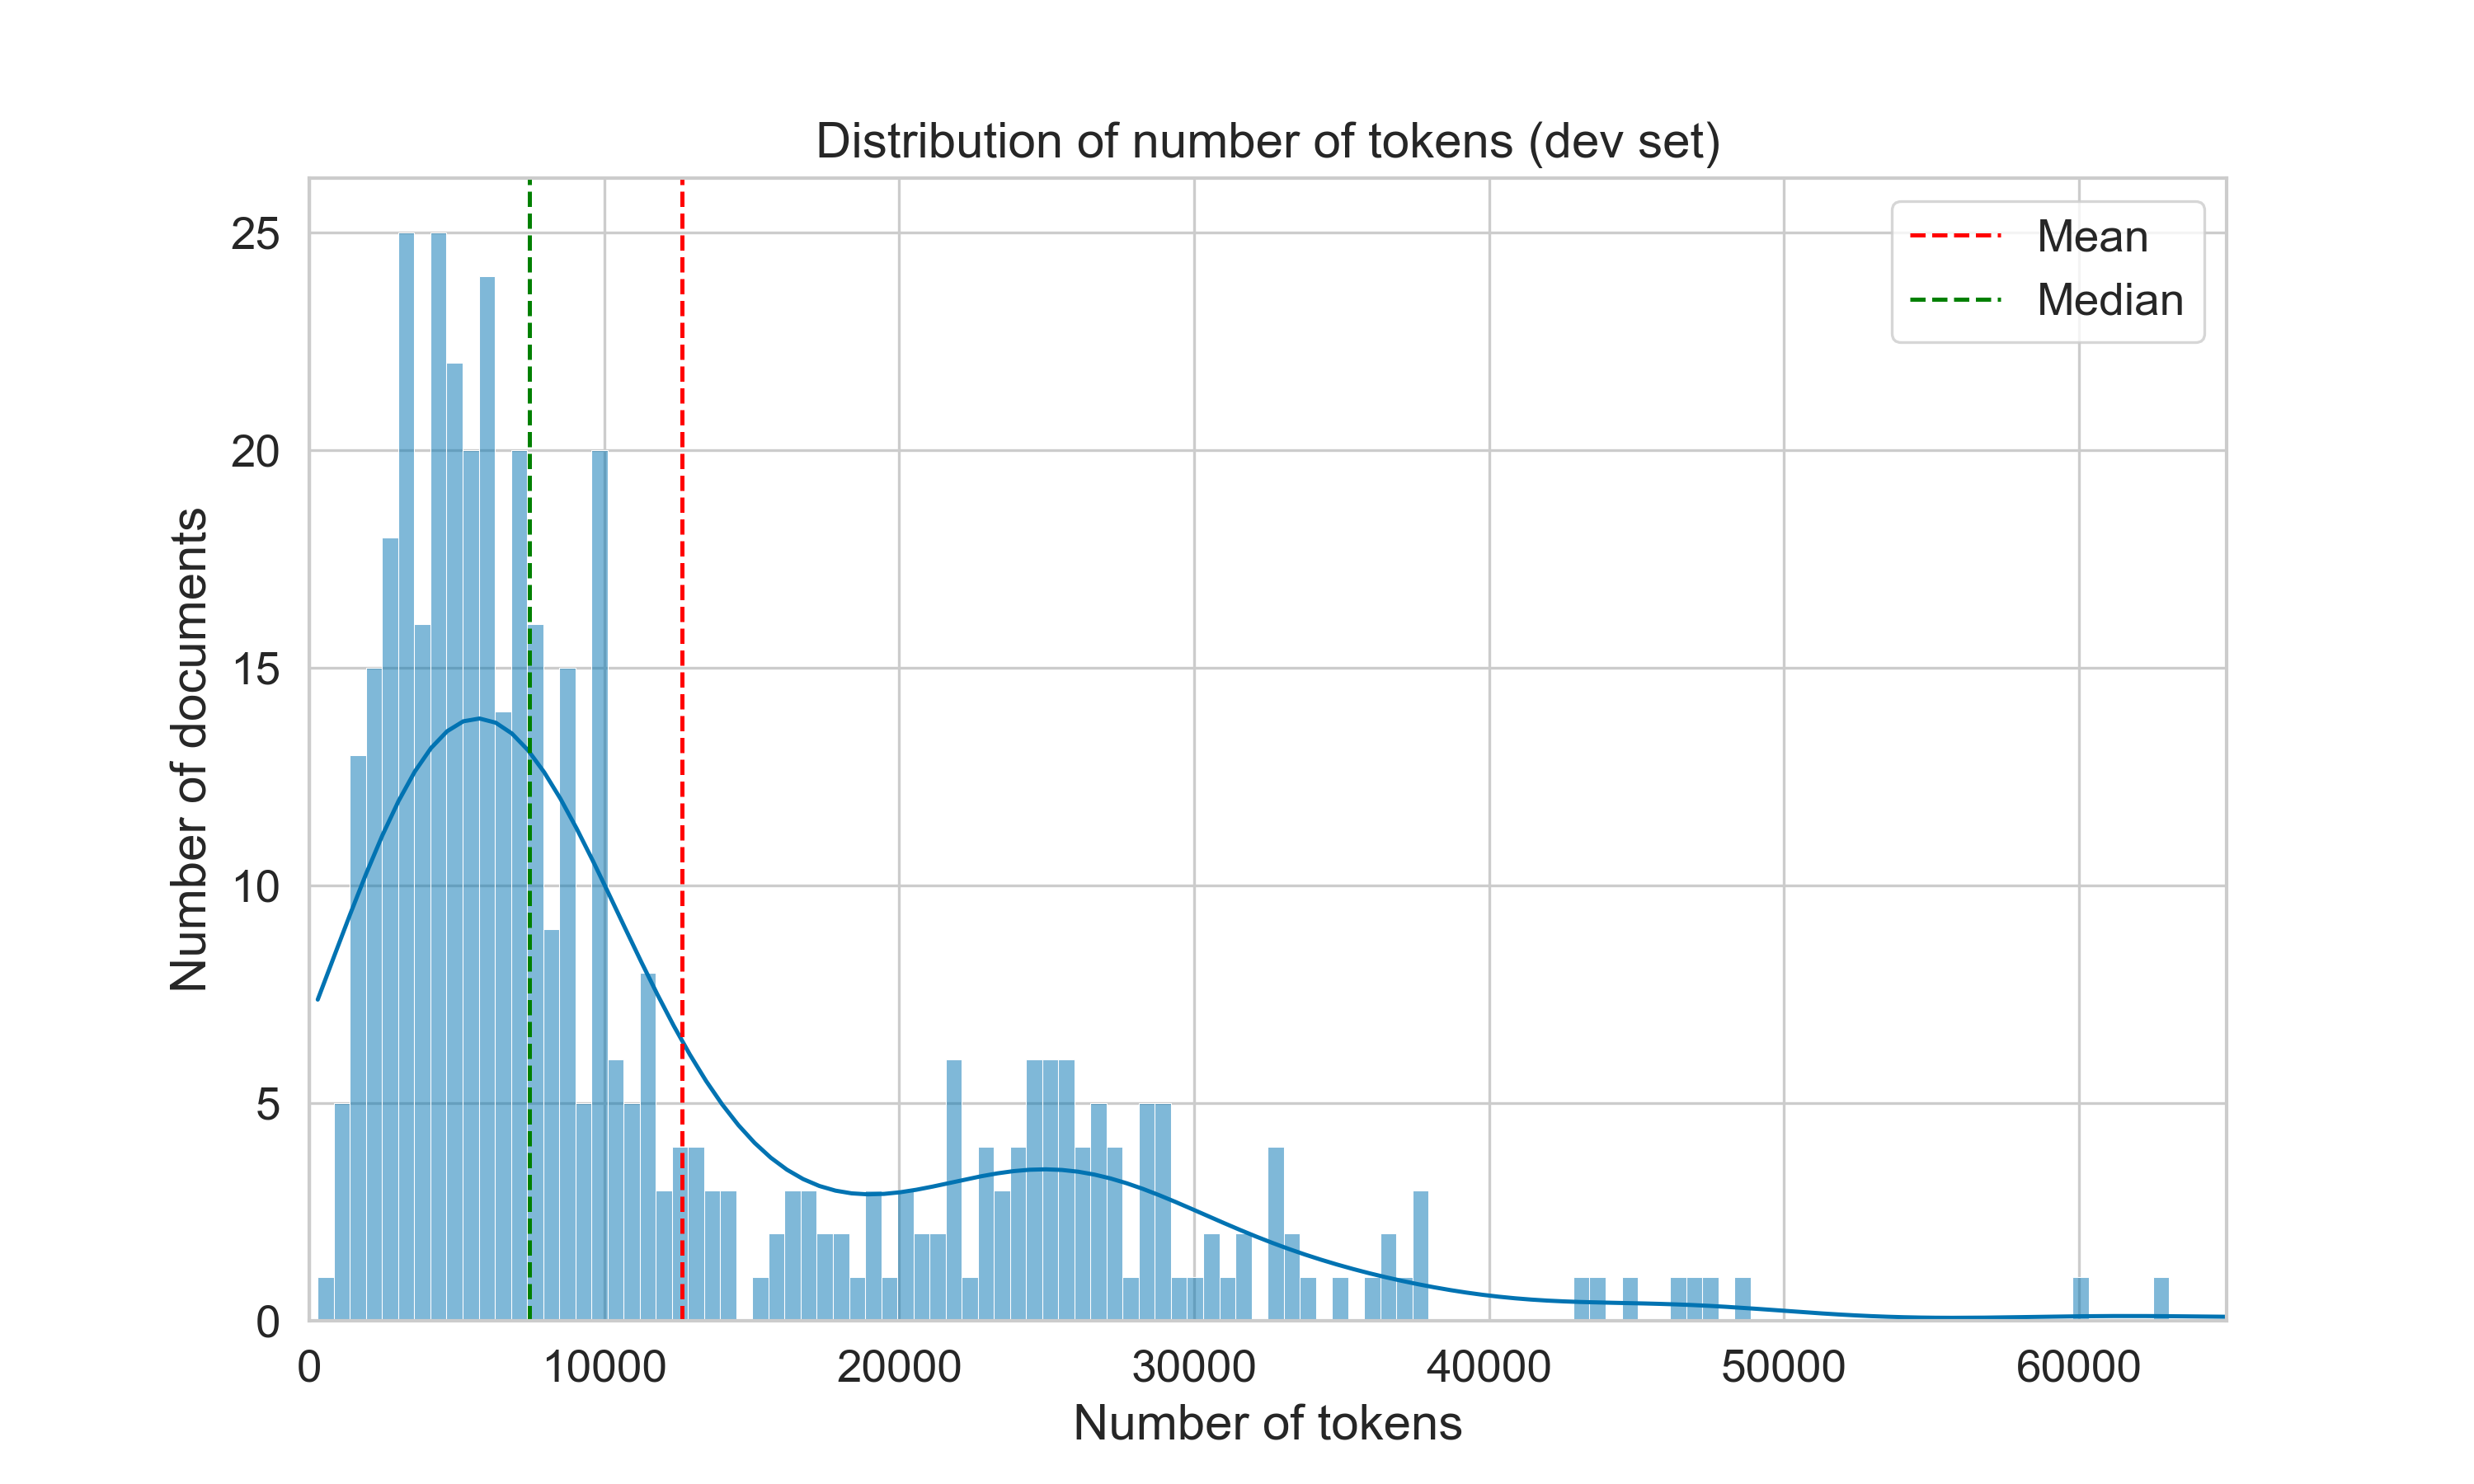 Distribution of number of tokens (dev set)
Mean
Median
25
20
15
10
5
0
Number of documents
0 10000 20000 30000 40000 50000 60000
Number of tokens